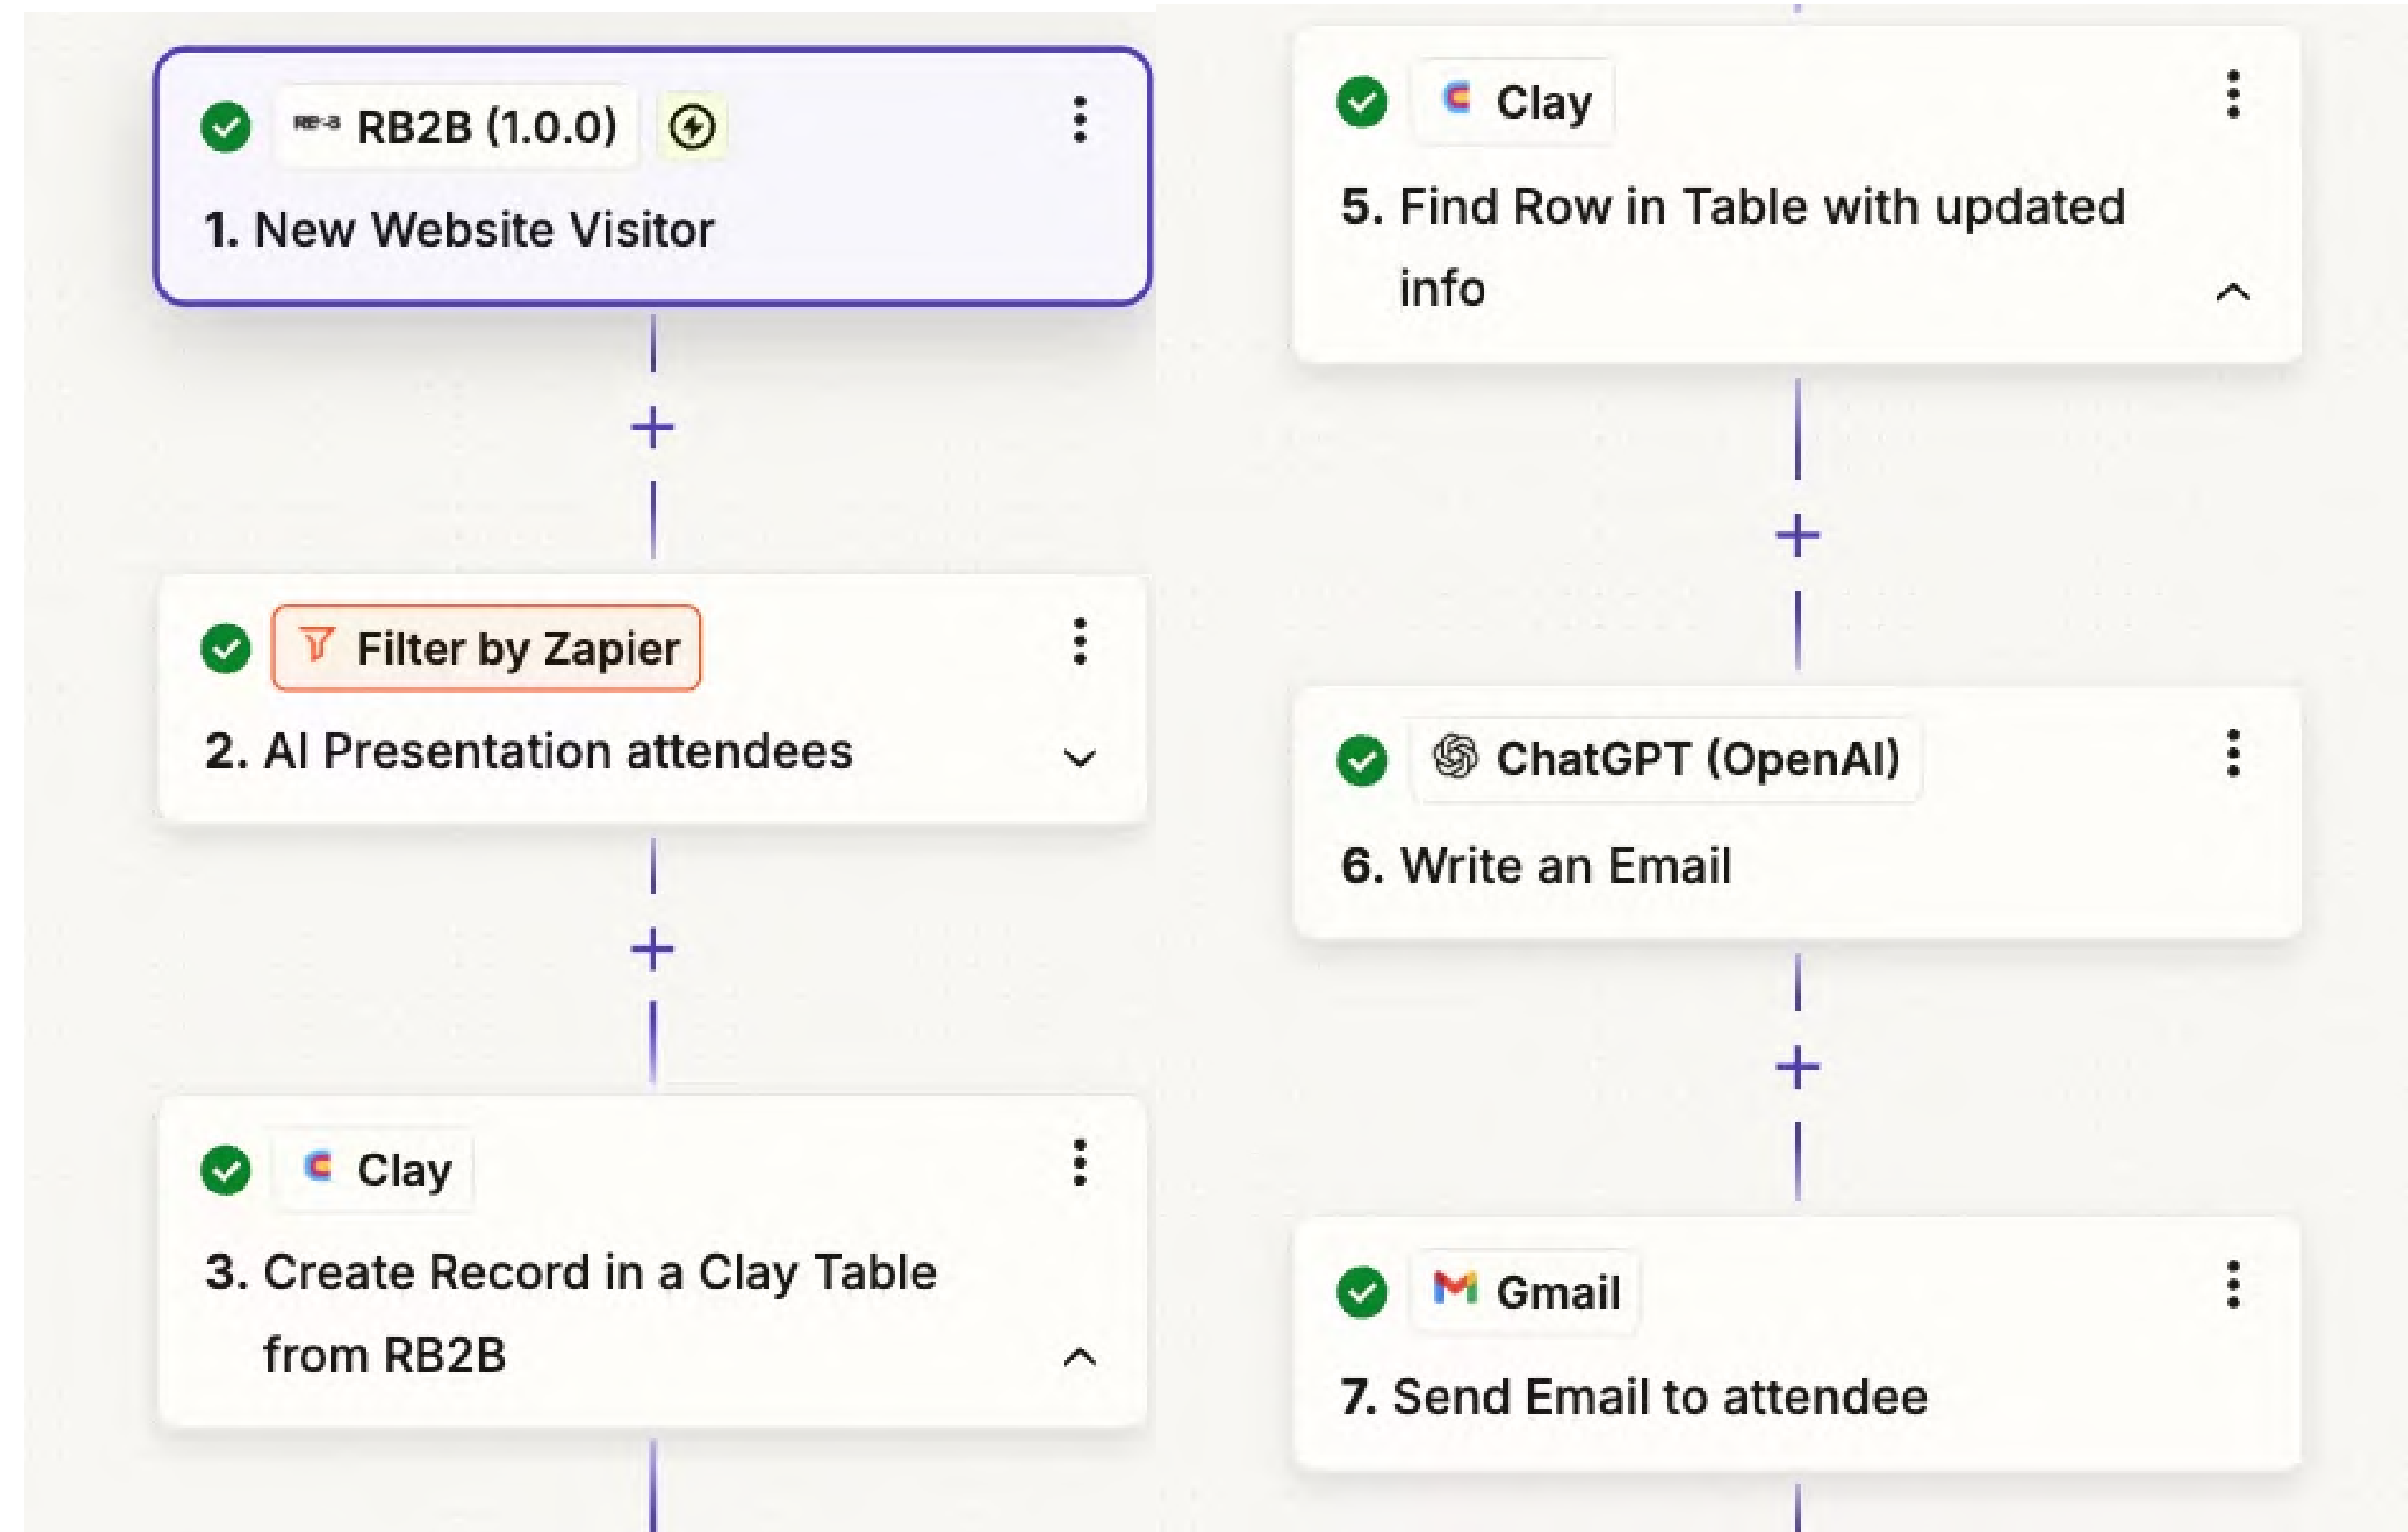 RB2B (1.0.0)
1. New Website Visitor
Filter by Zapier
2. AI Presentation attendees
Clay
3. Create Record in a Clay Table
from RB2B
Clay
5. Find Row in Table with updated
info
ChatGPT (OpenAI)
6. Write an Email
Gmail
7. Send Email to attendee